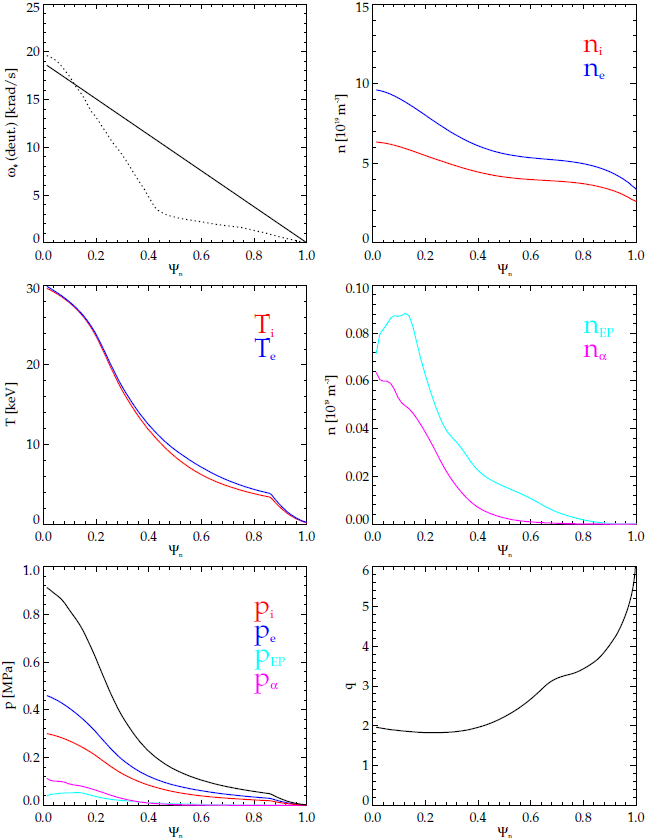 25
20
15
10
5
0
ωφ (deut.) [krad/s]
0.0 0.2 0.4 0.6 0.8 1.0
Ψn
15
10
5
0
n [10¹⁹ m⁻³]
ni
ne
0.0 0.2 0.4 0.6 0.8 1.0
Ψn
30
20
10
0
T [keV]
Ti
Te
0.0 0.2 0.4 0.6 0.8 1.0
Ψn
0.10
0.08
0.06
0.04
0.02
0.00
n [10¹⁹ m⁻³]
nEP
nα
0.0 0.2 0.4 0.6 0.8 1.0
Ψn
1.0
0.8
0.6
0.4
0.2
0.0
p [MPa]
pi
pe
pEP
pα
0.0 0.2 0.4 0.6 0.8 1.0
Ψn
6
5
4
3
2
1
0
q
0.0 0.2 0.4 0.6 0.8 1.0
Ψn